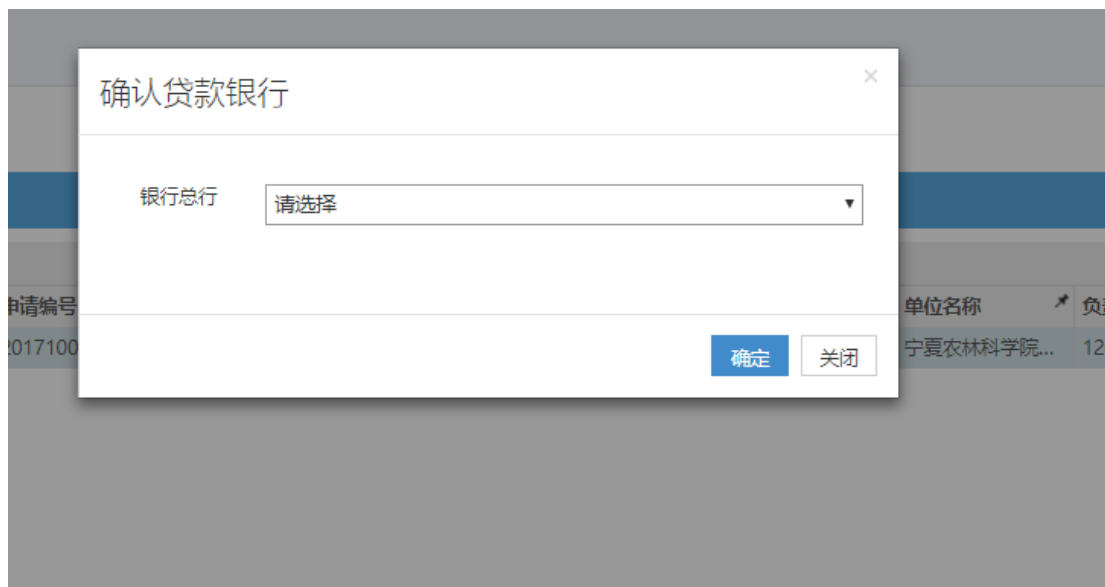 确认贷款银行
×
银行总行
请选择
申请编号
单位名称
2017100
宁夏农林科学院...
12
确定
关闭